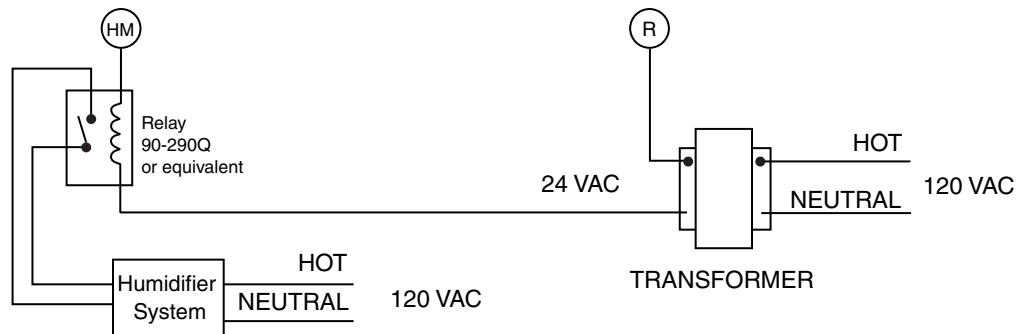 HM
R
Relay
90-290Q
or equivalent
HOT
24 VAC
120 VAC
NEUTRAL
TRANSFORMER
Humidifier
System
HOT
NEUTRAL
120 VAC